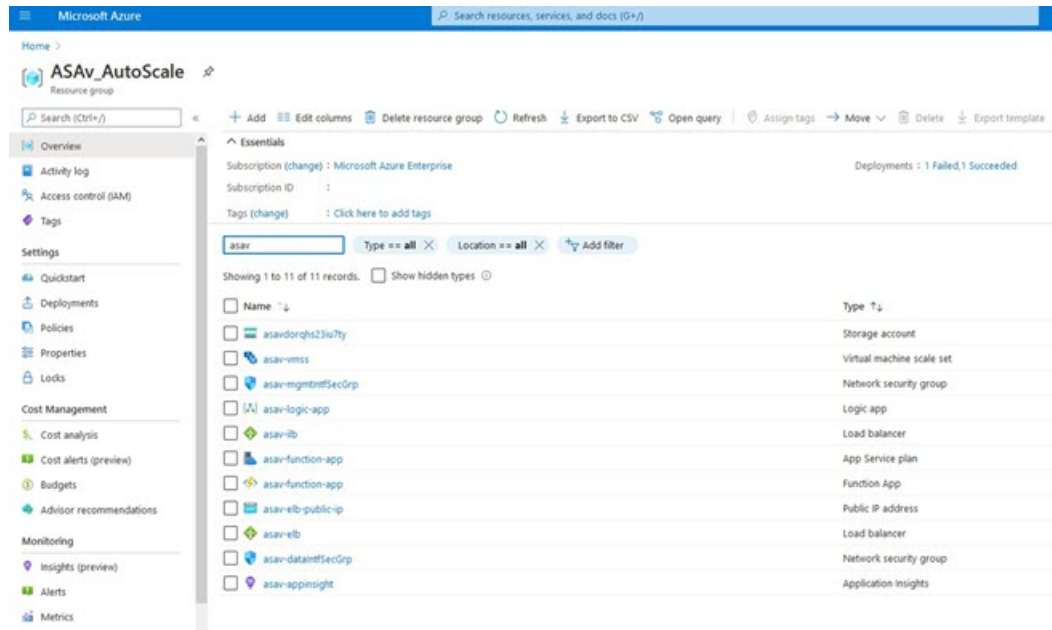 Microsoft Azure
Search resources, services, and docs (G+/)
Home >
ASAv_AutoScale
Resource group
Search (Ctrl+/)
«
Add
Edit columns
Delete resource group
Refresh
Export to CSV
Open query
Assign tags
Move
Delete
Export template
Overview
Activity log
Access control (IAM)
Tags
Settings
Quickstart
Deployments
Policies
Properties
Locks
Cost Management
Cost analysis
Cost alerts (preview)
Budgets
Advisor recommendations
Monitoring
Insights (preview)
Alerts
Metrics
Essentials
Subscription (change) : Microsoft Azure Enterprise
Deployments : 1 Failed,1 Succeeded
Subscription ID :
Tags (change) : Click here to add tags
asav
Type == all
Location == all
Add filter
Showing 1 to 11 of 11 records.
Show hidden types
Name ↑↓ Type ↑↓
asavdorqhs23iu7ty Storage account
asav-vmss Virtual machine scale set
asav-mgmtIntfSecGrp Network security group
asav-logic-app Logic app
asav-ilb Load balancer
asav-function-app App Service plan
asav-function-app Function App
asav-elb-public-ip Public IP address
asav-elb Load balancer
asav-dataIntfSecGrp Network security group
asav-appinsight Application Insights